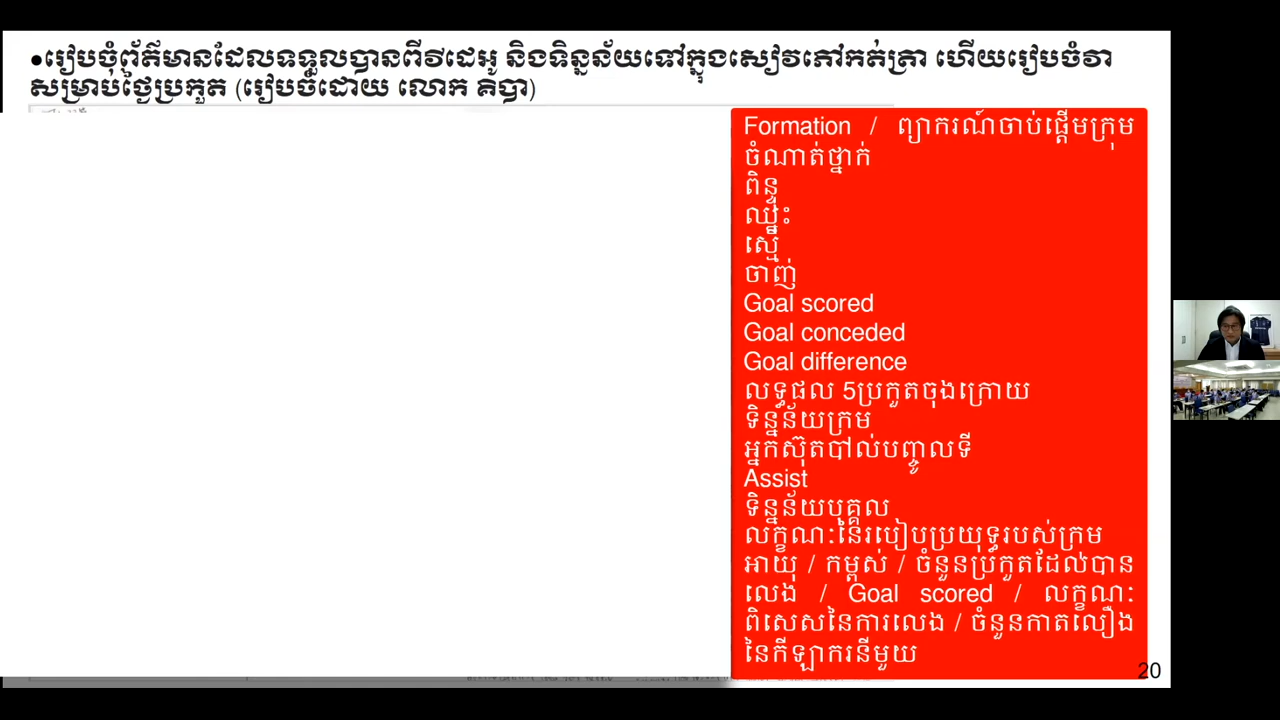 •រៀបចំព័ត៌មានដែលទទួលបានពីវីដេអូ និងទិន្នន័យទៅក្នុងសៀវភៅកត់ត្រា ហើយរៀបចំវា
សម្រាប់ថ្ងៃប្រកួត (រៀបចំដោយ លោក គិបា)
Formation / ព្យាករណ៍ចាប់ផ្តើមក្រុម
ចំណាត់ថ្នាក់
ពិន្ទុ
ឈ្នះ
ស្មើ
ចាញ់
Goal scored
Goal conceded
Goal difference
លទ្ធផល 5ប្រកួតចុងក្រោយ
ទិន្នន័យក្រុម
អ្នកស៊ុតបាល់បញ្ចូលទី
Assist
ទិន្នន័យបុគ្គល
លក្ខណៈនៃរបៀបប្រយុទ្ធរបស់ក្រុម
អាយុ / កម្ពស់ / ចំនួនប្រកួតដែលបាន
លេង / Goal scored / លក្ខណៈ
ពិសេសនៃការលេង / ចំនួនកាតលឿង
នៃកីឡាករនីមួយ
20